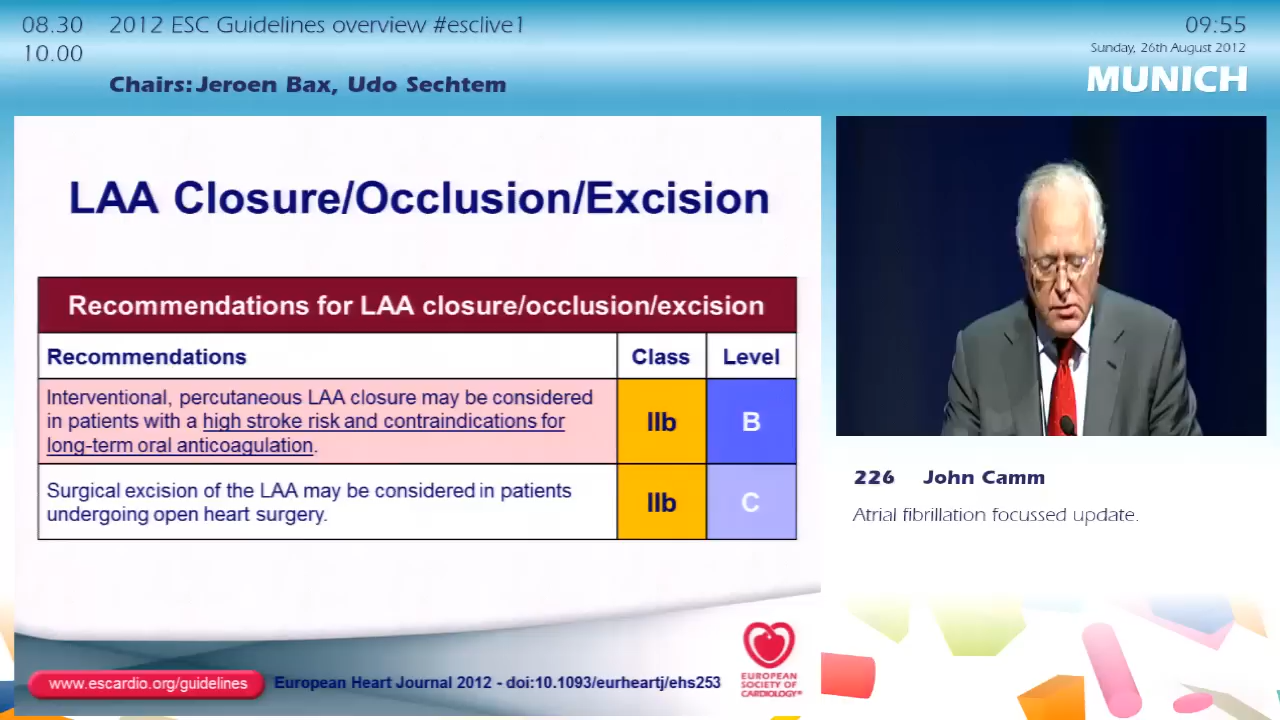 08.30 2012 ESC Guidelines overview #esclive1
10.00
Chairs: Jeroen Bax, Udo Sechtem
09:55
Sunday, 26th August 2012
MUNICH
LAA Closure/Occlusion/Excision
Recommendations for LAA closure/occlusion/excision
Recommendations Class Level
Interventional, percutaneous LAA closure may be considered
in patients with a high stroke risk and contraindications for
long-term oral anticoagulation.
IIb B
Surgical excision of the LAA may be considered in patients
undergoing open heart surgery.
IIb C
www.escardio.org/guidelines
European Heart Journal 2012 - doi:10.1093/eurheartj/ehs253
EUROPEAN
SOCIETY OF
CARDIOLOGY®
226 John Camm
Atrial fibrillation focussed update.